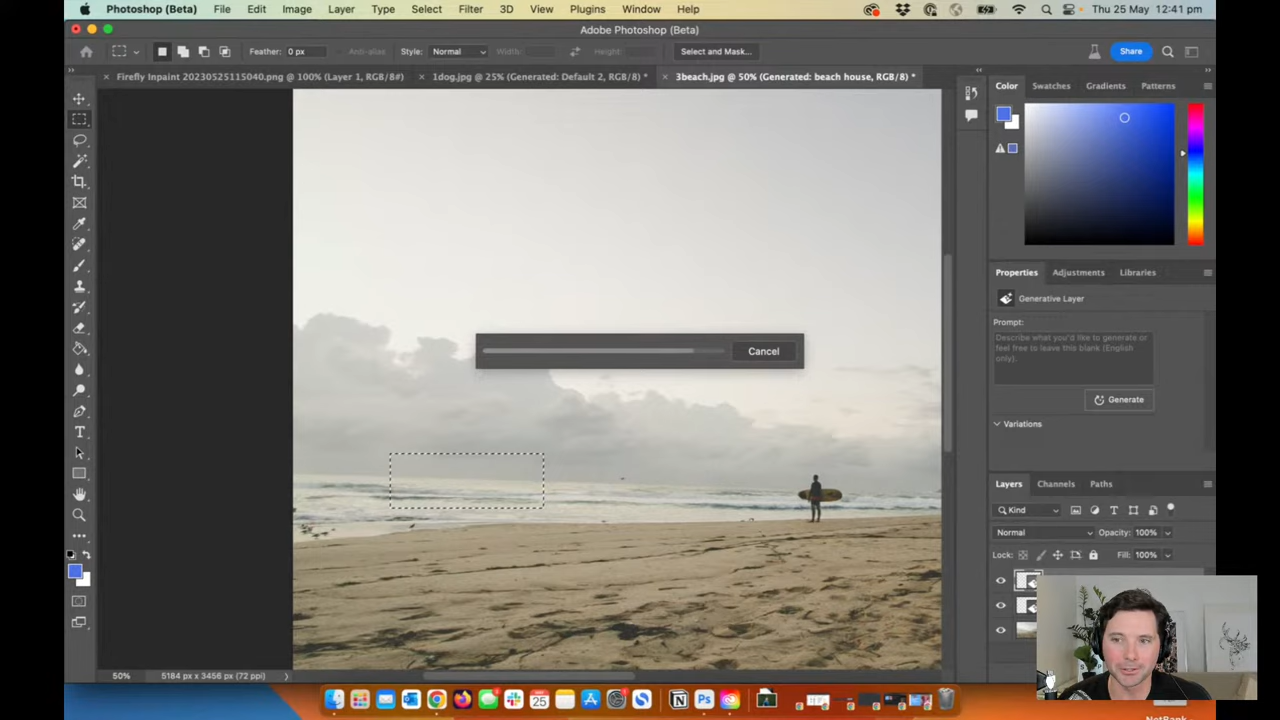 Photoshop (Beta) File Edit Image Layer Type Select Filter 3D View Plugins Window Help Thu 25 May 12:41 pm
Adobe Photoshop (Beta)
Feather: 0 px Anti-alias Style: Normal Width: Height: Select and Mask... Share
Firefly Inpaint 20230525115040.png @ 100% (Layer 1, RGB/8#) 1dog.jpg @ 25% (Generated: Default 2, RGB/8) * 3beach.jpg @ 50% (Generated: beach house, RGB/8) *
Color Swatches Gradients Patterns
Properties Adjustments Libraries
Generative Layer
Prompt:
Describe what you'd like to generate or
feel free to leave this blank (English
only).
Cancel
Generate
Variations
Layers Channels Paths
Kind
Normal Opacity: 100%
Lock: Fill: 100%
50% 5184 px x 3456 px (72 ppi)
25
Ps
NetBank